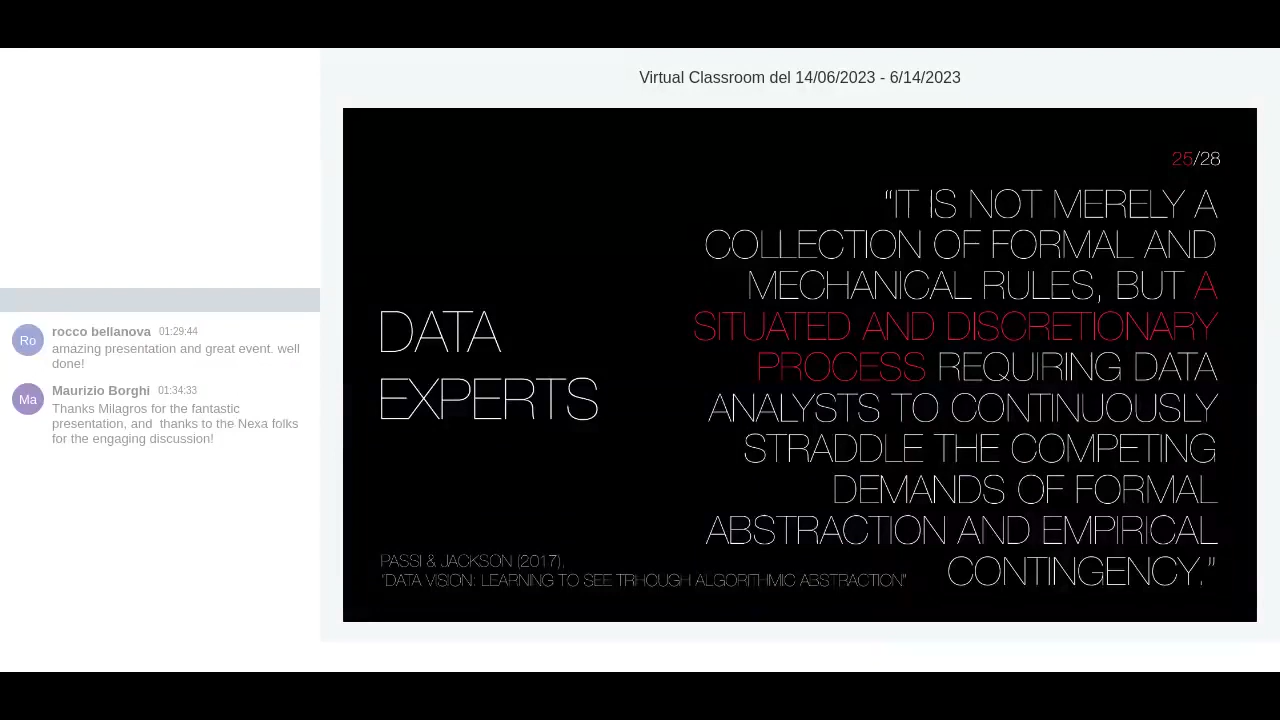 Virtual Classroom del 14/06/2023 - 6/14/2023
Ro
rocco bellanova 01:29:44
amazing presentation and great event. well
done!
Ma
Maurizio Borghi 01:34:33
Thanks Milagros for the fantastic
presentation, and thanks to the Nexa folks
for the engaging discussion!
25/28
DATA
EXPERTS
“IT IS NOT MERELY A
COLLECTION OF FORMAL AND
MECHANICAL RULES, BUT A
SITUATED AND DISCRETIONARY
PROCESS REQUIRING DATA
ANALYSTS TO CONTINUOUSLY
STRADDLE THE COMPETING
DEMANDS OF FORMAL
ABSTRACTION AND EMPIRICAL
CONTINGENCY.”
PASSI & JACKSON (2017),
"DATA VISION: LEARNING TO SEE TRHOUGH ALGORITHMIC ABSTRACTION"